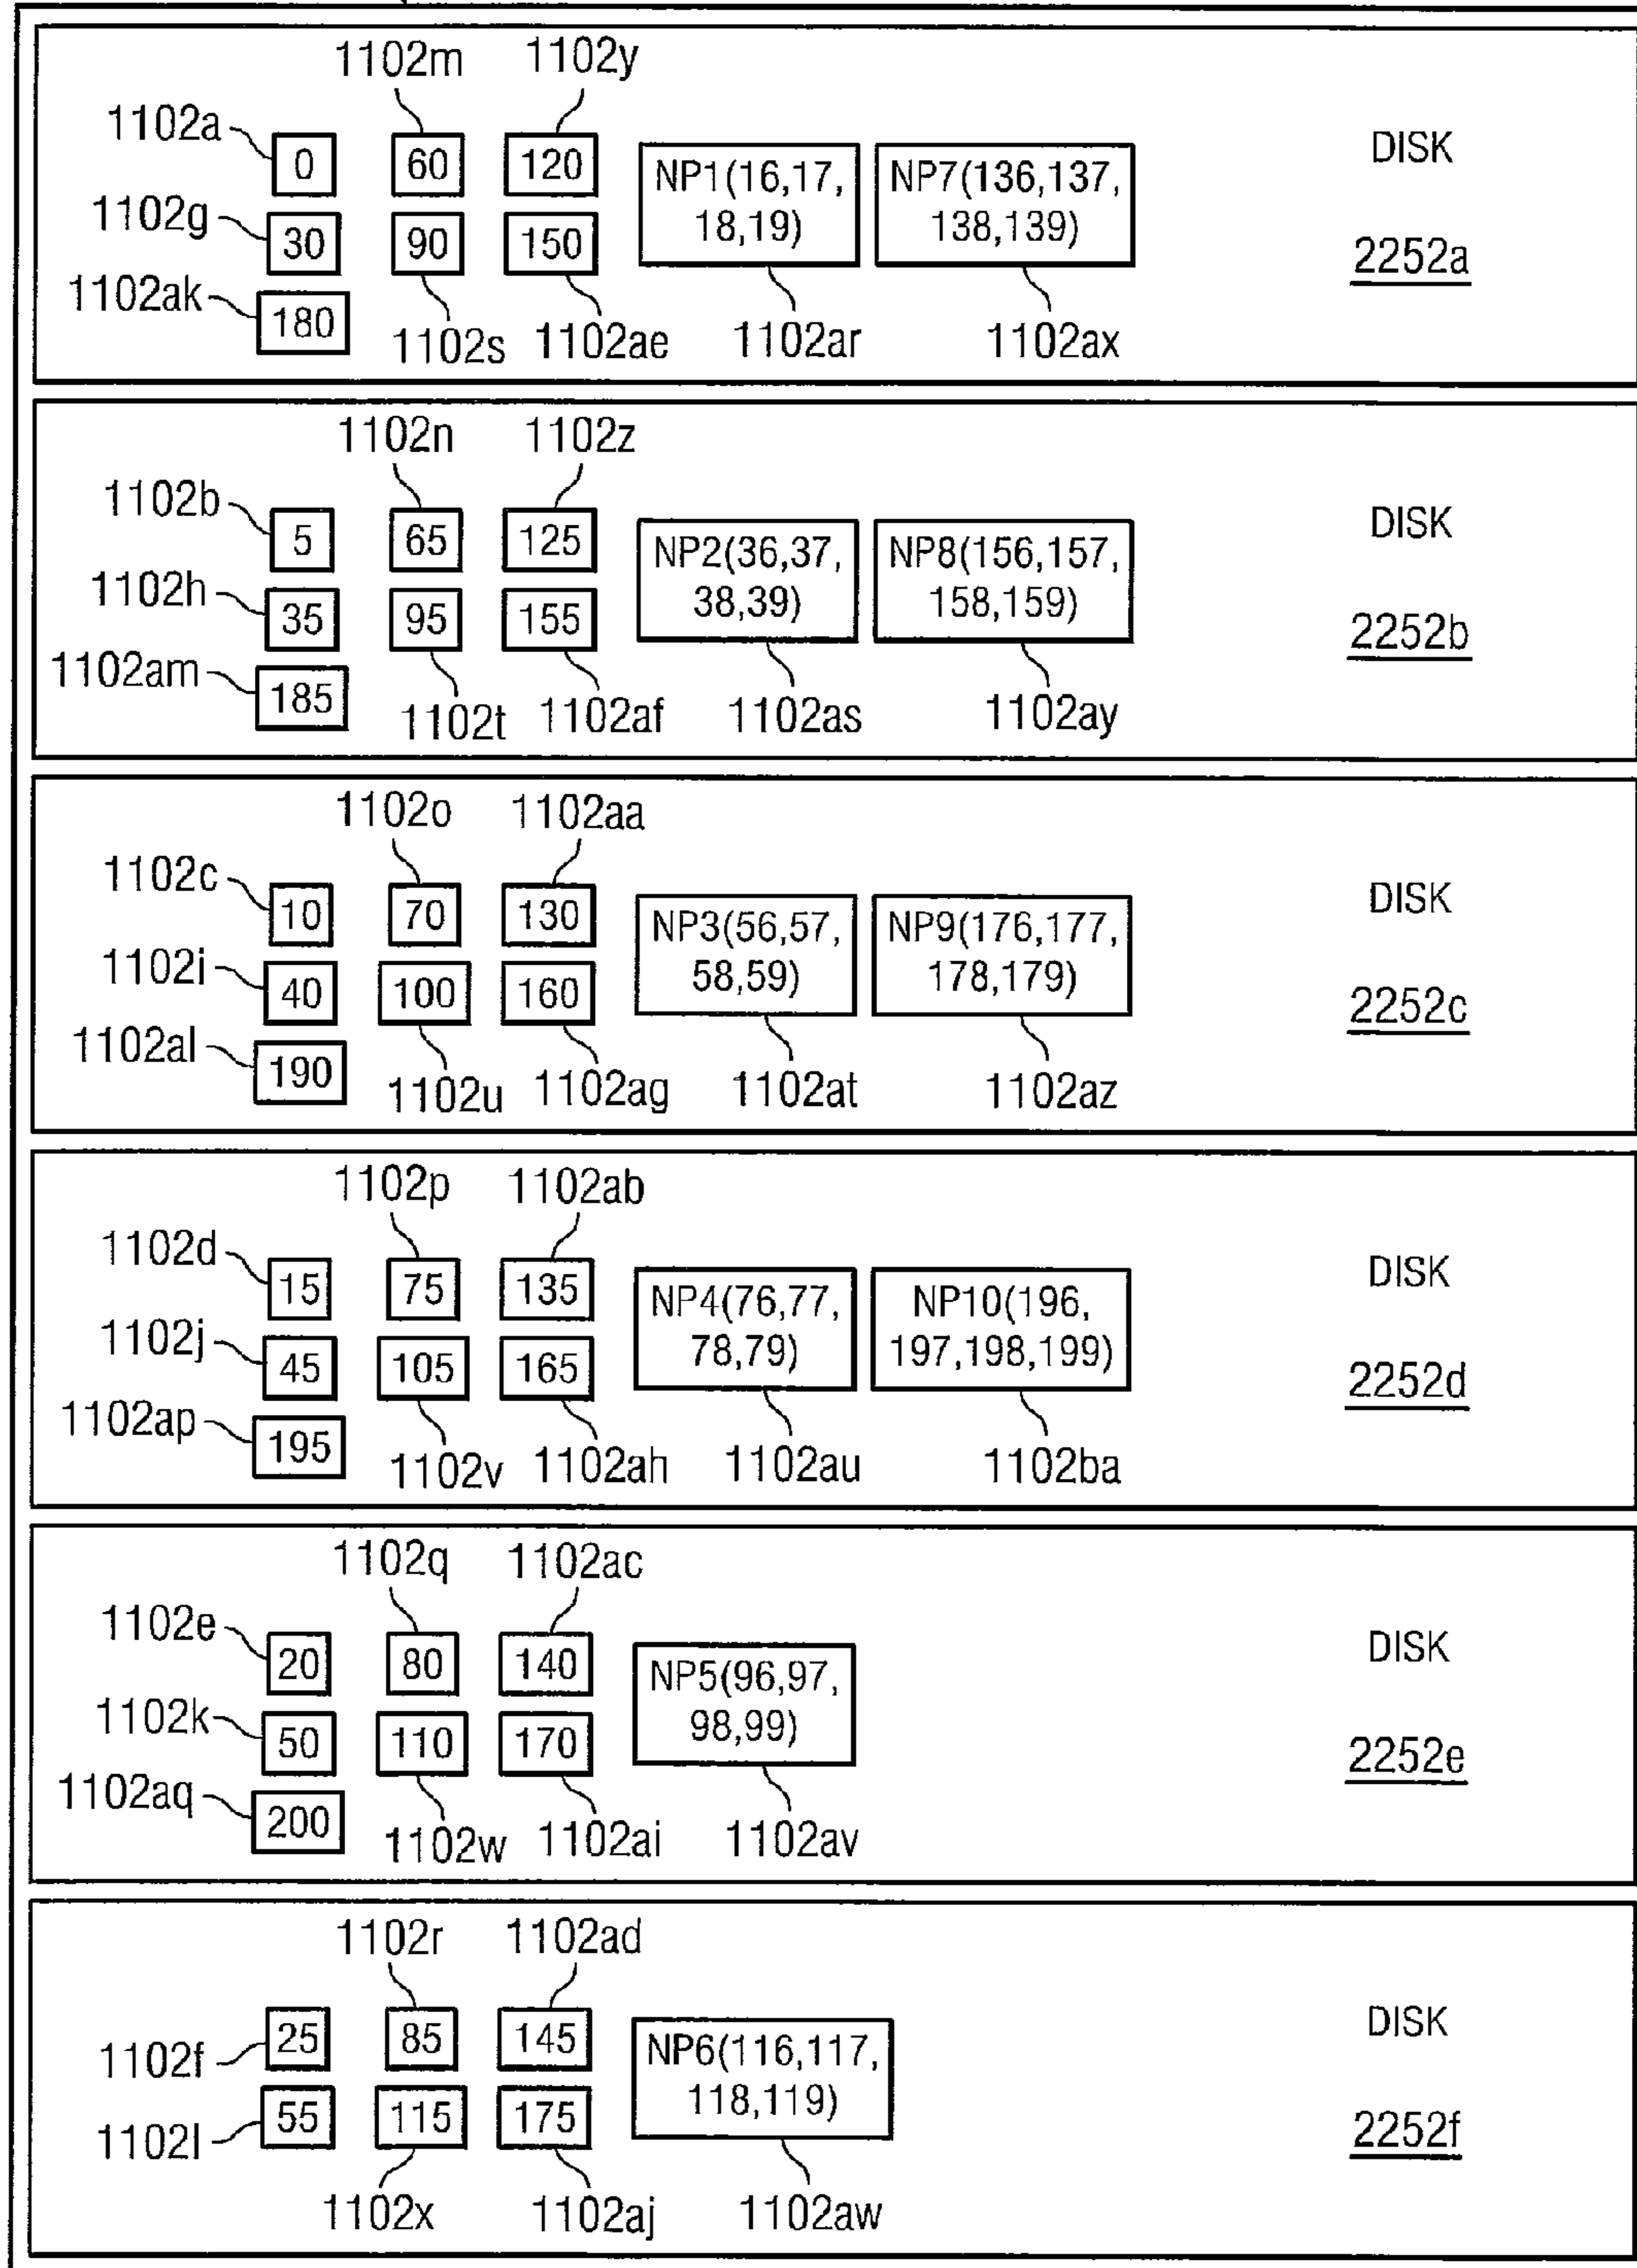 1102m 1102y
1102a 0 60 120 NP1(16,17, NP7(136,137, DISK
18,19) 138,139)
1102g 30 90 150 2252a
1102ak 180 1102s 1102ae 1102ar 1102ax
1102n 1102z
1102b 5 65 125 NP2(36,37, NP8(156,157, DISK
38,39) 158,159)
1102h 35 95 155 2252b
1102am 185 1102t 1102af 1102as 1102ay
1102o 1102aa
1102c 10 70 130 NP3(56,57, NP9(176,177, DISK
58,59) 178,179)
1102i 40 100 160 2252c
1102al 190 1102u 1102ag 1102at 1102az
1102p 1102ab
1102d 15 75 135 NP4(76,77, NP10(196, DISK
78,79) 197,198,199)
1102j 45 105 165 2252d
1102ap 195 1102v 1102ah 1102au 1102ba
1102q 1102ac
1102e 20 80 140 NP5(96,97, DISK
98,99)
1102k 50 110 170 2252e
1102aq 200 1102w 1102ai 1102av
1102r 1102ad
1102f 25 85 145 NP6(116,117, DISK
118,119)
1102l 55 115 175 2252f
1102x 1102aj 1102aw